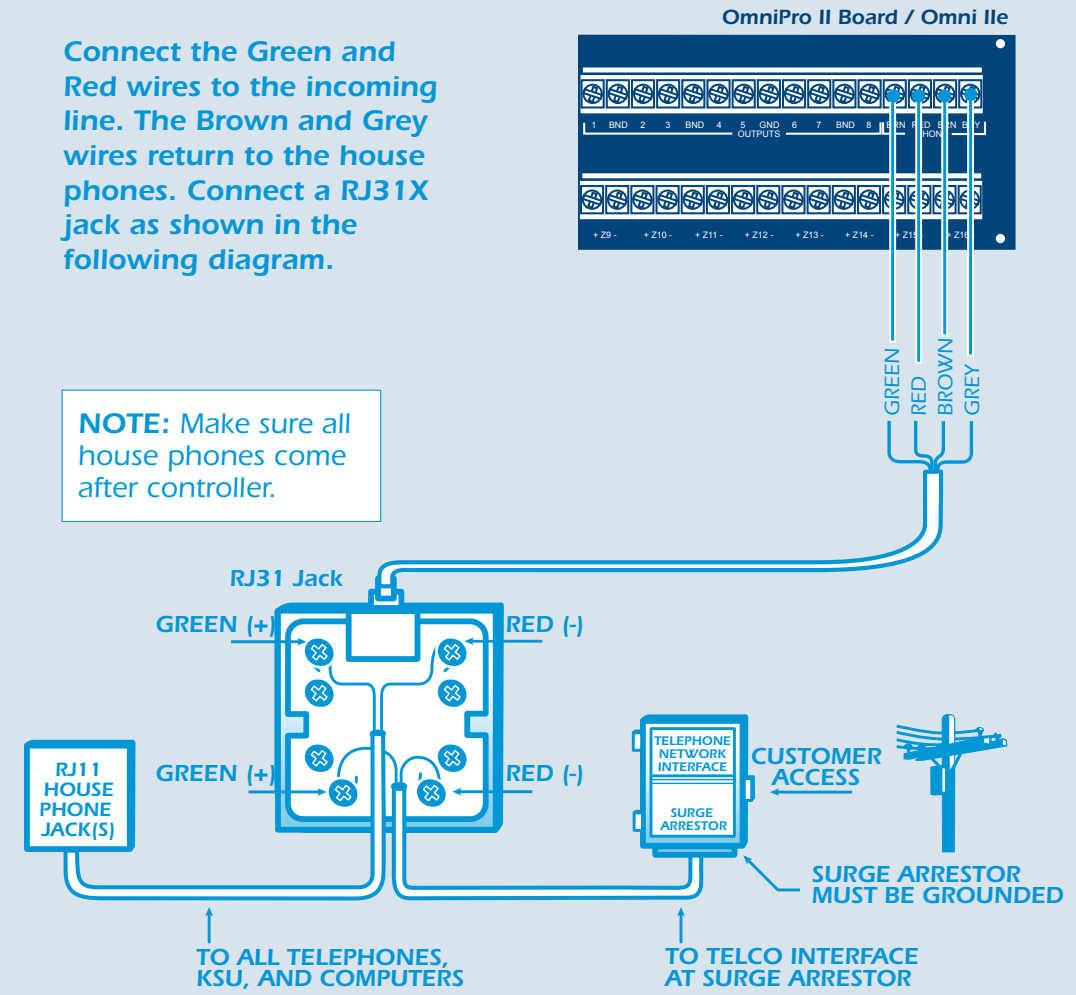 OmniPro II Board / Omni IIe
Connect the Green and
Red wires to the incoming
line. The Brown and Grey
wires return to the house
phones. Connect a RJ31X
jack as shown in the
following diagram.
1 BND 2 3 BND 4 5 GND 6 7 BND 8
OUTPUTS
+ Z9 - + Z10 - + Z11 - + Z12 - + Z13 - + Z14 - + Z15 - + Z16 -
GREEN
RED
BROWN
GREY
NOTE: Make sure all
house phones come
after controller.
RJ31 Jack
GREEN (+)
RED (-)
GREEN (+)
RED (-)
RJ11
HOUSE
PHONE
JACK(S)
TELEPHONE
NETWORK
INTERFACE
SURGE
ARRESTOR
CUSTOMER
ACCESS
SURGE ARRESTOR
MUST BE GROUNDED
TO ALL TELEPHONES,
KSU, AND COMPUTERS
TO TELCO INTERFACE
AT SURGE ARRESTOR